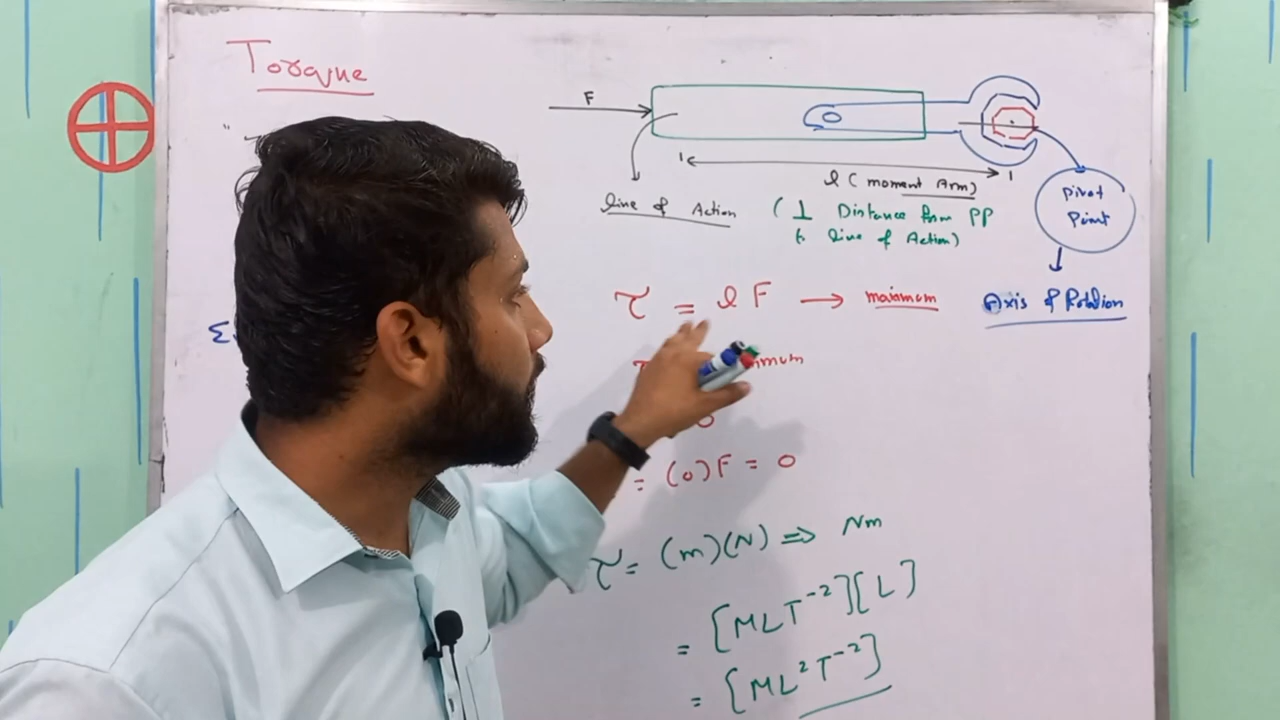 Torque
F
l (moment Arm)
Pivot
Point
line of Action
(⊥ Distance from PP
to line of Action)
τ = l F → maximum
Axis of Rotation
0
= (0)F = 0
τ = (m)(N) ⇒ Nm
= [MLT⁻²][L]
= [ML²T⁻²]